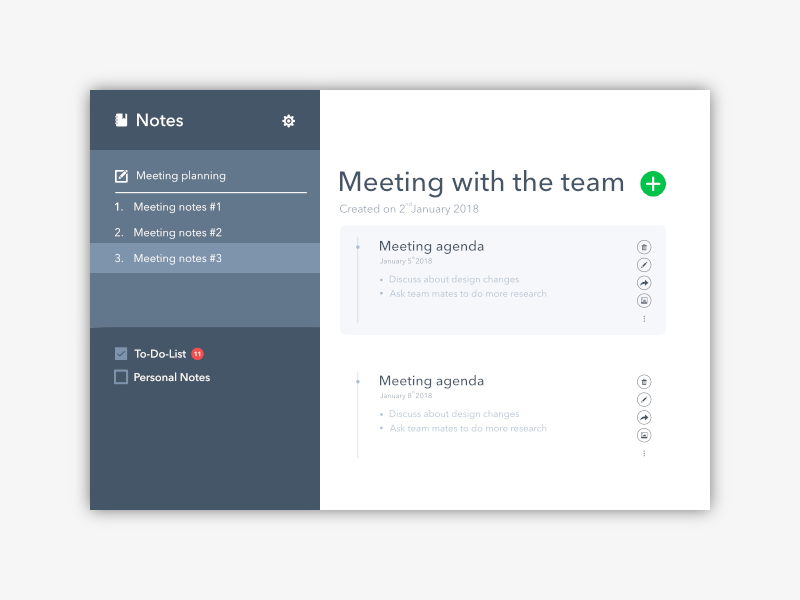 Notes
Meeting planning
1. Meeting notes #1
2. Meeting notes #2
3. Meeting notes #3
To-Do-List 11
Personal Notes
Meeting with the team
Created on 2nd January 2018
Meeting agenda
January 5th 2018
• Discuss about design changes
• Ask team mates to do more research
Meeting agenda
January 8th 2018
• Discuss about design changes
• Ask team mates to do more research